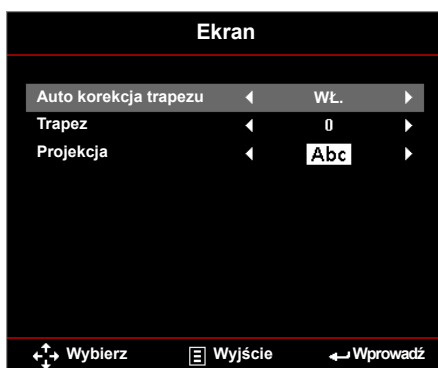 Ekran
Auto korekcja trapezu WŁ.
Trapez 0
Projekcja Abc
Wybierz Wyjście Wprowadź